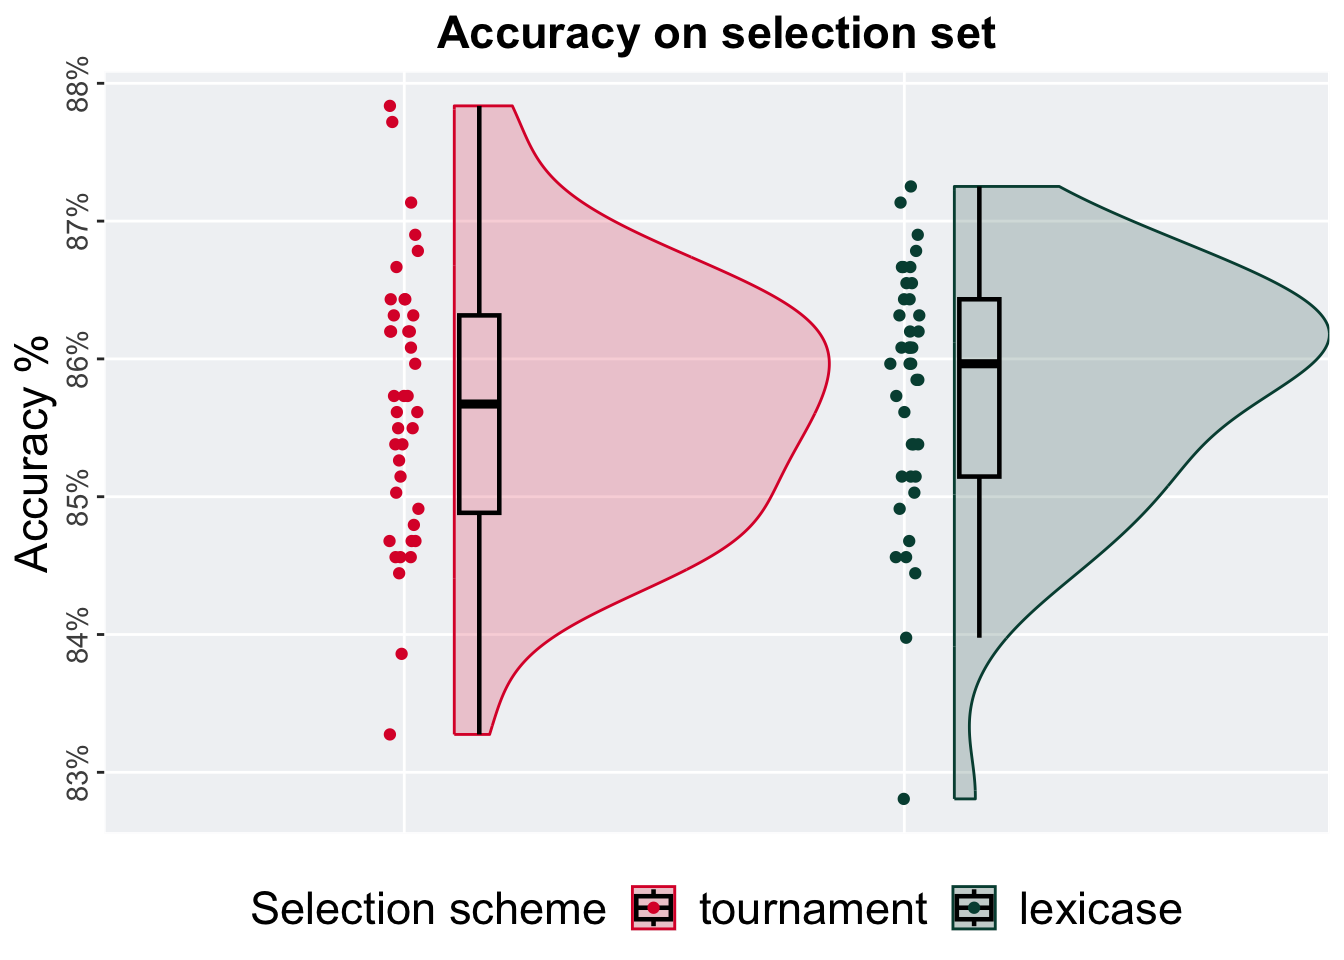 Accuracy on selection set
Accuracy %
88%
87%
86%
85%
84%
83%
Selection scheme tournament lexicase